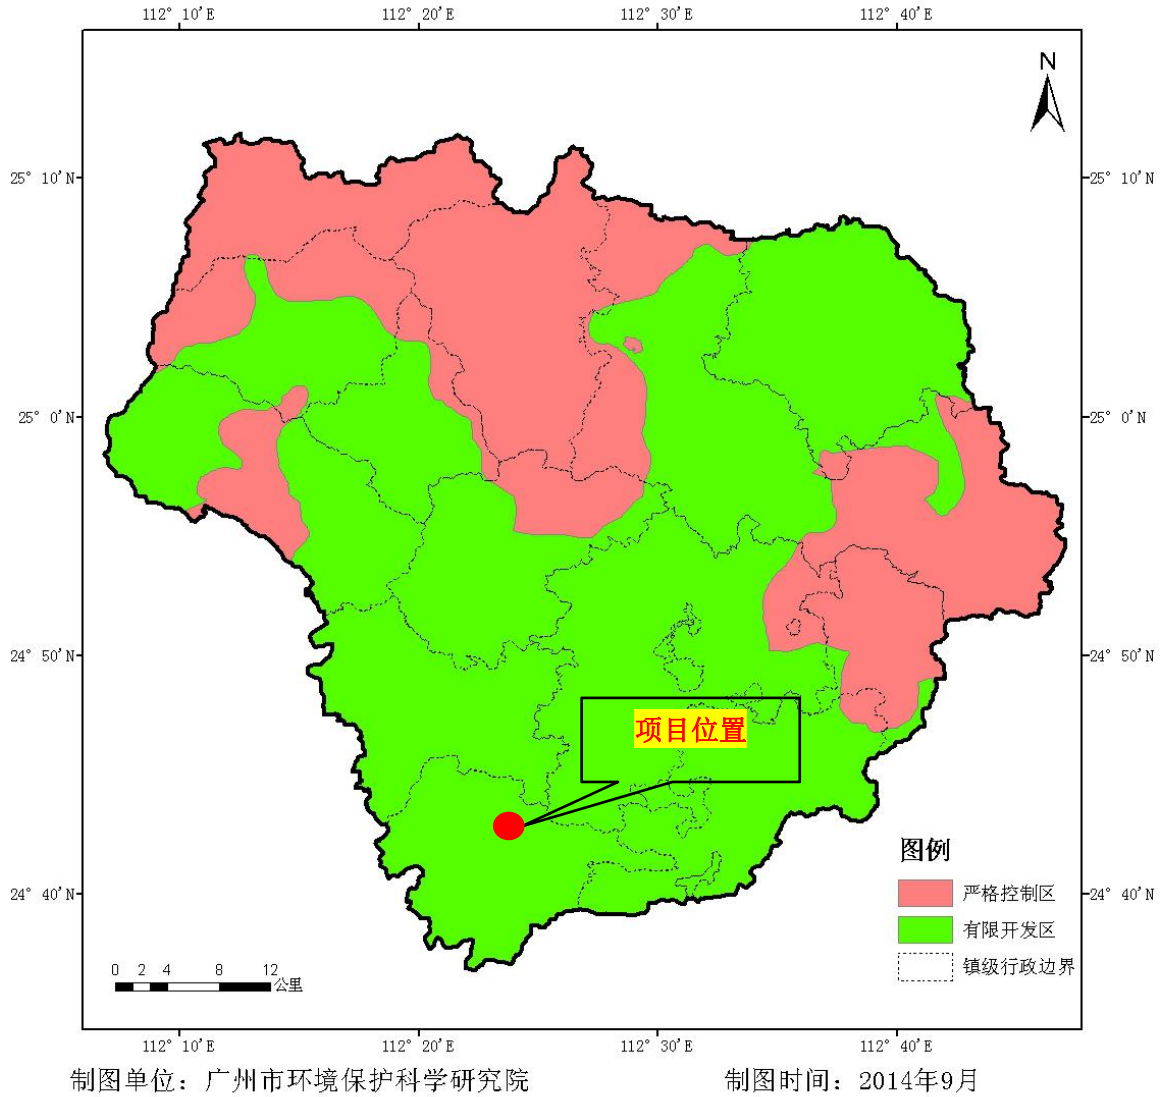 112° 10′E 112° 20′E 112° 30′E 112° 40′E
N
25° 10′N 25° 10′N
25° 0′N 25° 0′N
24° 50′N 24° 50′N
项目位置
图例
24° 40′N 严格控制区 24° 40′N
有限开发区
镇级行政边界
0 2 4 8 12
公里
112° 10′E 112° 20′E 112° 30′E 112° 40′E
制图单位：广州市环境保护科学研究院 制图时间：2014年9月